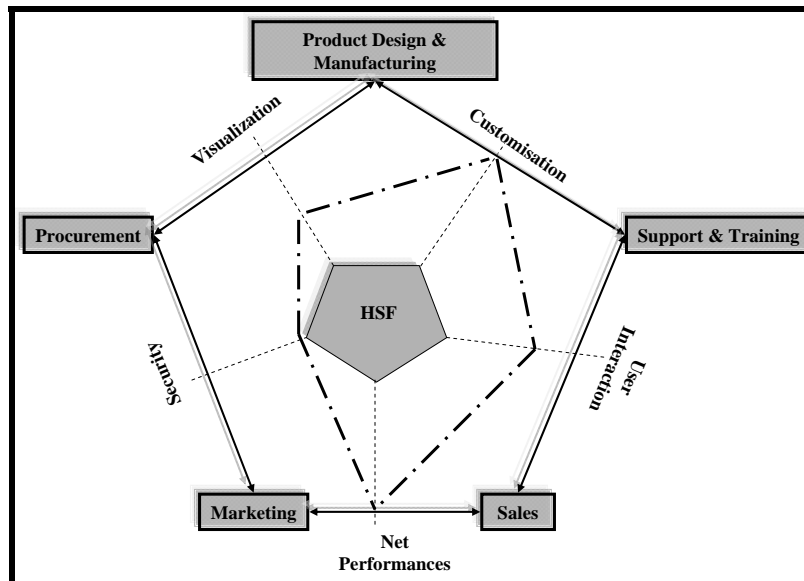 Product Design &
Manufacturing
Visualization
Customisation
Procurement
Support & Training
HSF
Security
User
Interaction
Marketing
Sales
Net
Performances